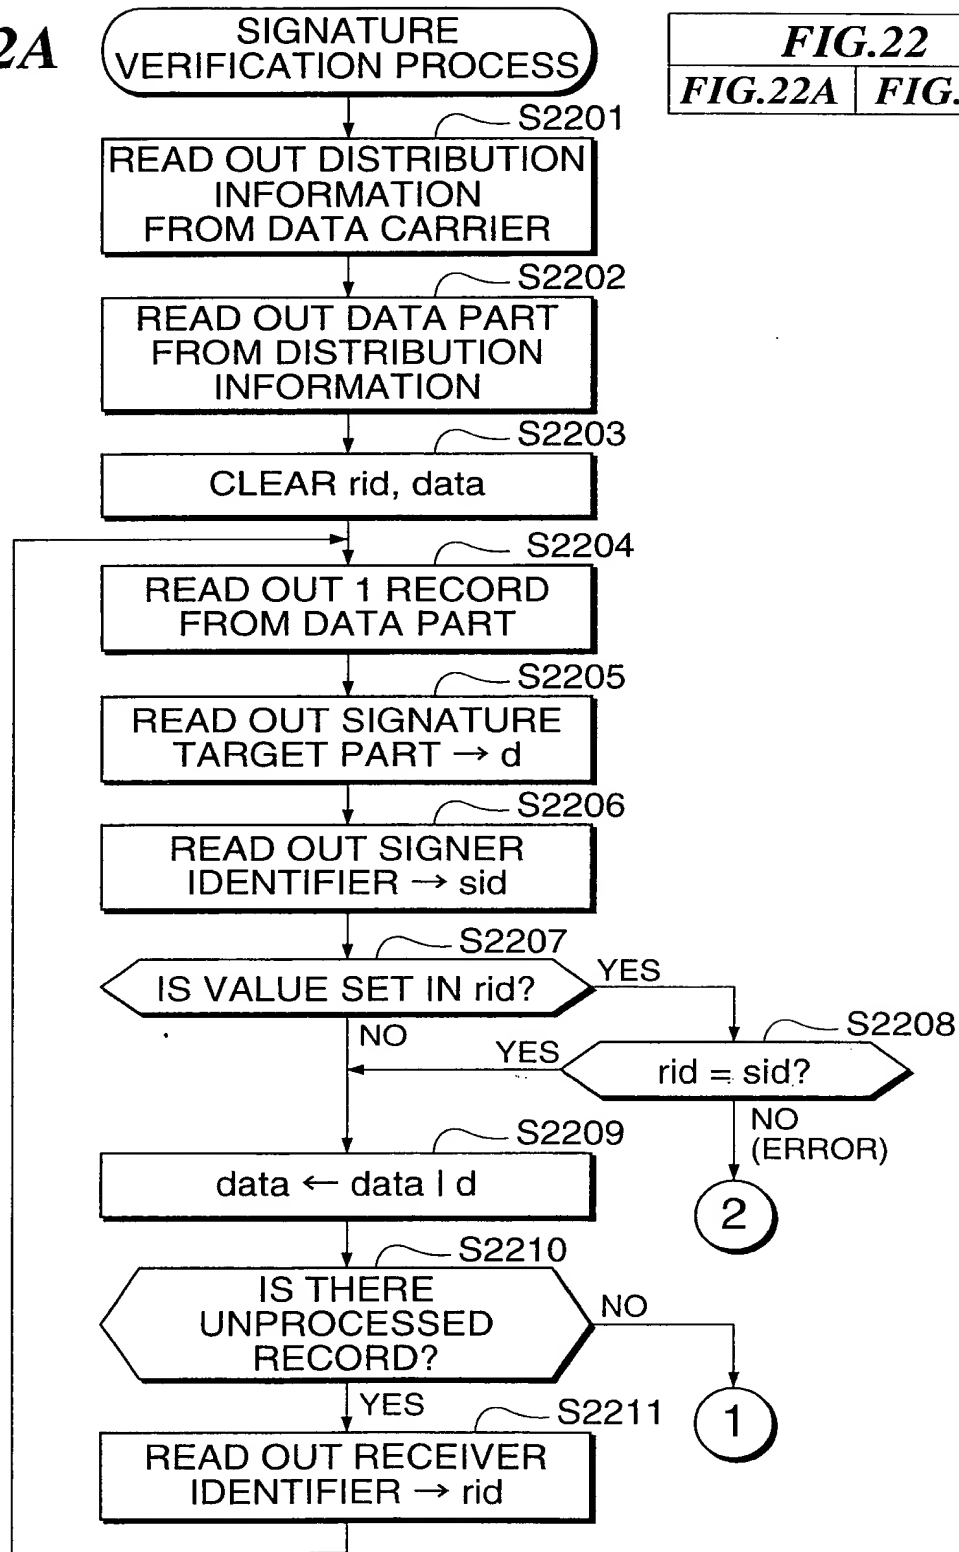 2A
SIGNATURE
VERIFICATION PROCESS
FIG.22
FIG.22A FIG.
S2201
READ OUT DISTRIBUTION
INFORMATION
FROM DATA CARRIER
S2202
READ OUT DATA PART
FROM DISTRIBUTION
INFORMATION
S2203
CLEAR rid, data
S2204
READ OUT 1 RECORD
FROM DATA PART
S2205
READ OUT SIGNATURE
TARGET PART → d
S2206
READ OUT SIGNER
IDENTIFIER → sid
S2207
IS VALUE SET IN rid?
YES
NO
S2208
YES
rid = sid?
NO
(ERROR)
S2209
data ← data | d
2
S2210
IS THERE
UNPROCESSED
RECORD?
NO
YES
1
S2211
READ OUT RECEIVER
IDENTIFIER → rid